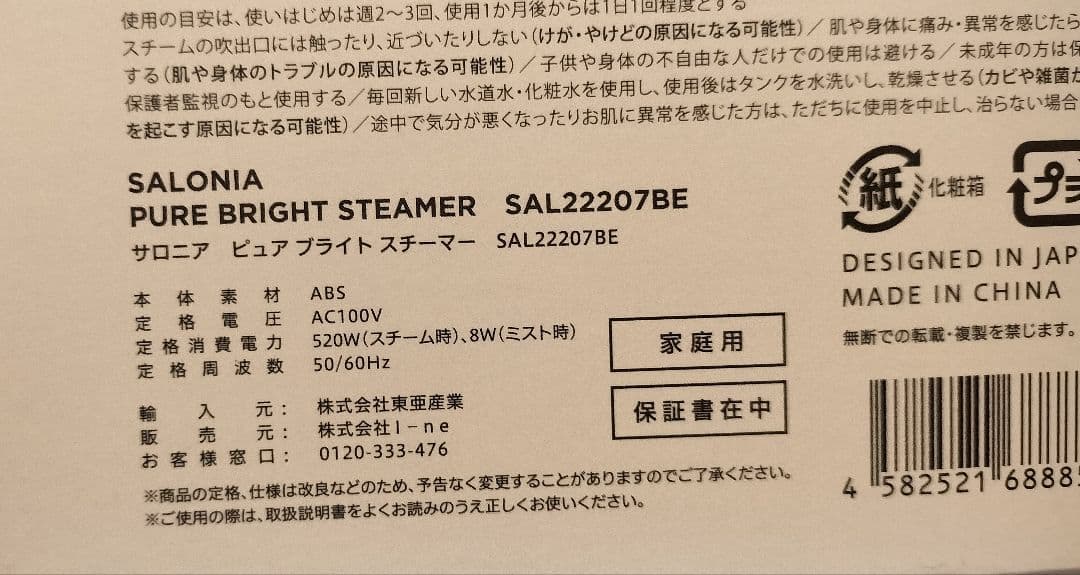 使用の目安は、使いはじめは週2〜3回、使用1か月後からは1日1回程度とする
スチームの吹出口には触ったり、近づいたりしない(けが・やけどの原因になる可能性)/肌や身体に痛み・異常を感じたら
する(肌や身体のトラブルの原因になる可能性)/子供や身体の不自由な人だけでの使用は避ける/未成年の方は保
保護者監視のもと使用する/毎回新しい水道水・化粧水を使用し、使用後はタンクを水洗いし、乾燥させる(カビや雑菌が
を起こす原因になる可能性)/途中で気分が悪くなったりお肌に異常を感じた方は、ただちに使用を中止し、治らない場合
SALONIA
PURE BRIGHT STEAMER SAL22207BE
サロニア ピュア ブライト スチーマー SAL22207BE
本体素材 ABS
定格電圧 AC100V
定格消費電力 520W(スチーム時)、8W(ミスト時)
定格周波数 50/60Hz
輸入元: 株式会社東亜産業
販売元: 株式会社I-ne
お客様窓口: 0120-333-476
※商品の定格、仕様は改良などのため、予告なく変更することがありますのでご了承ください。
※ご使用の際は、取扱説明書をよくお読みのうえ正しくお使いください。
家庭用
保証書在中
紙 化粧箱
プラ
DESIGNED IN JAP
MADE IN CHINA
無断での転載・複製を禁じます。
4 582521 6888